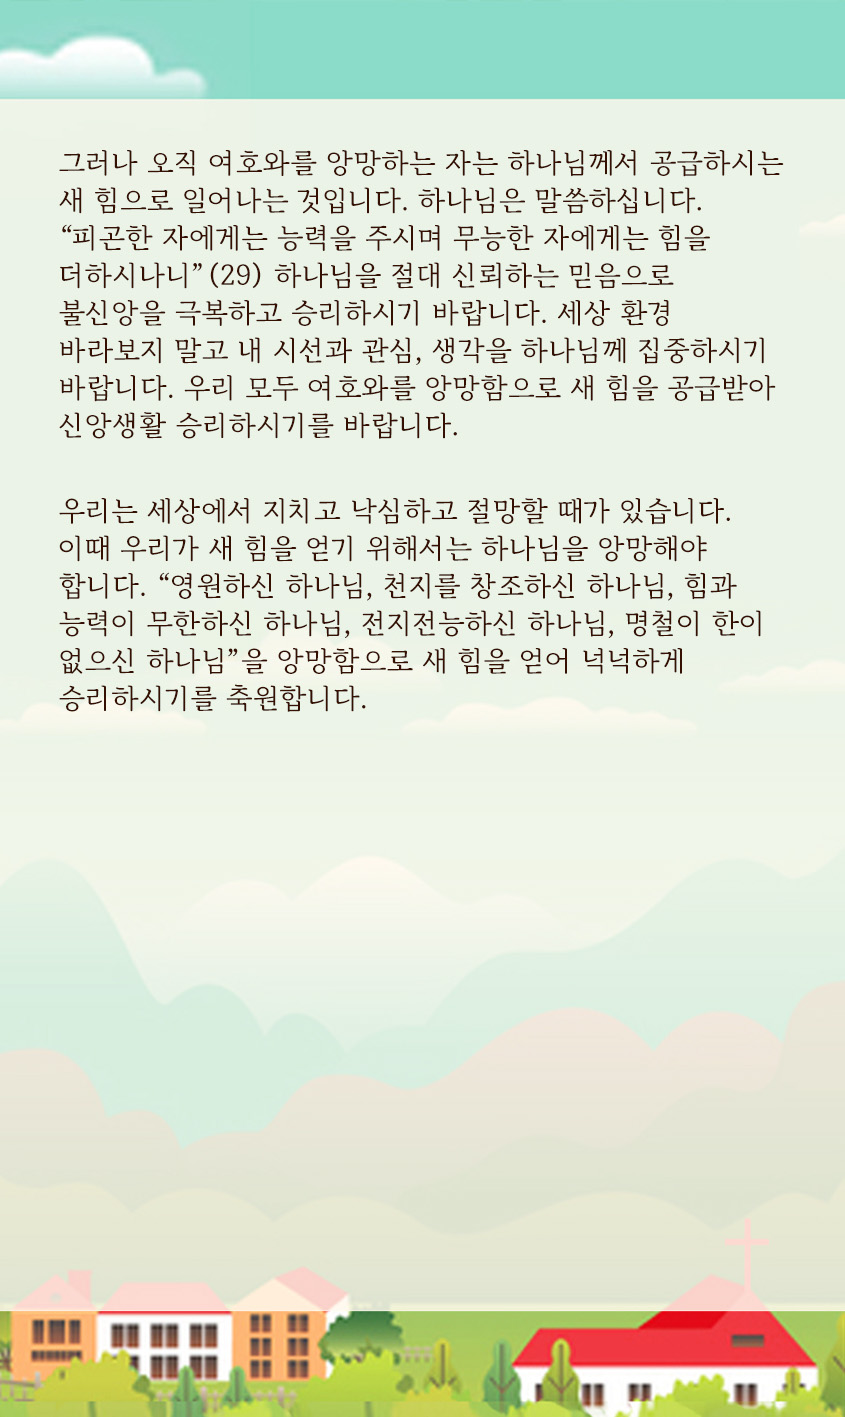 그러나 오직 여호와를 앙망하는 자는 하나님께서 공급하시는
새 힘으로 일어나는 것입니다. 하나님은 말씀하십니다.
“피곤한 자에게는 능력을 주시며 무능한 자에게는 힘을
더하시나니”(29) 하나님을 절대 신뢰하는 믿음으로
불신앙을 극복하고 승리하시기 바랍니다. 세상 환경
바라보지 말고 내 시선과 관심, 생각을 하나님께 집중하시기
바랍니다. 우리 모두 여호와를 앙망함으로 새 힘을 공급받아
신앙생활 승리하시기를 바랍니다.
우리는 세상에서 지치고 낙심하고 절망할 때가 있습니다.
이때 우리가 새 힘을 얻기 위해서는 하나님을 앙망해야
합니다. “영원하신 하나님, 천지를 창조하신 하나님, 힘과
능력이 무한하신 하나님, 전지전능하신 하나님, 명철이 한이
없으신 하나님”을 앙망함으로 새 힘을 얻어 넉넉하게
승리하시기를 축원합니다.